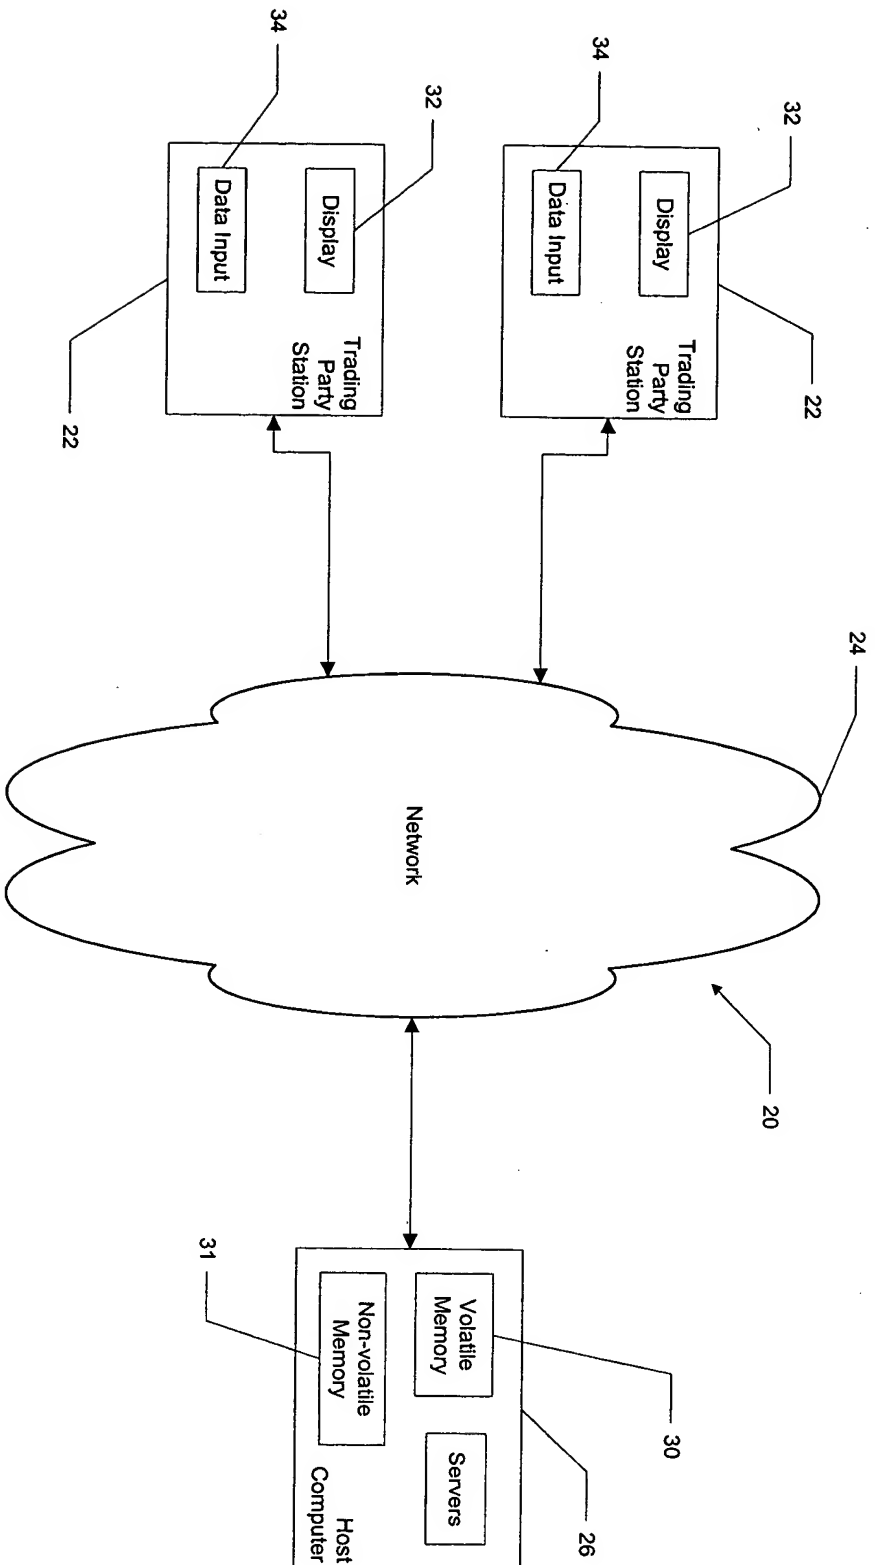 34
32
Display
Data Input
Trading
Party
Station
22
34
32
Display
Data Input
Trading
Party
Station
22
24
Network
20
31
30
26
Volatile
Memory
Servers
Non-volatile
Memory
Host
Computer